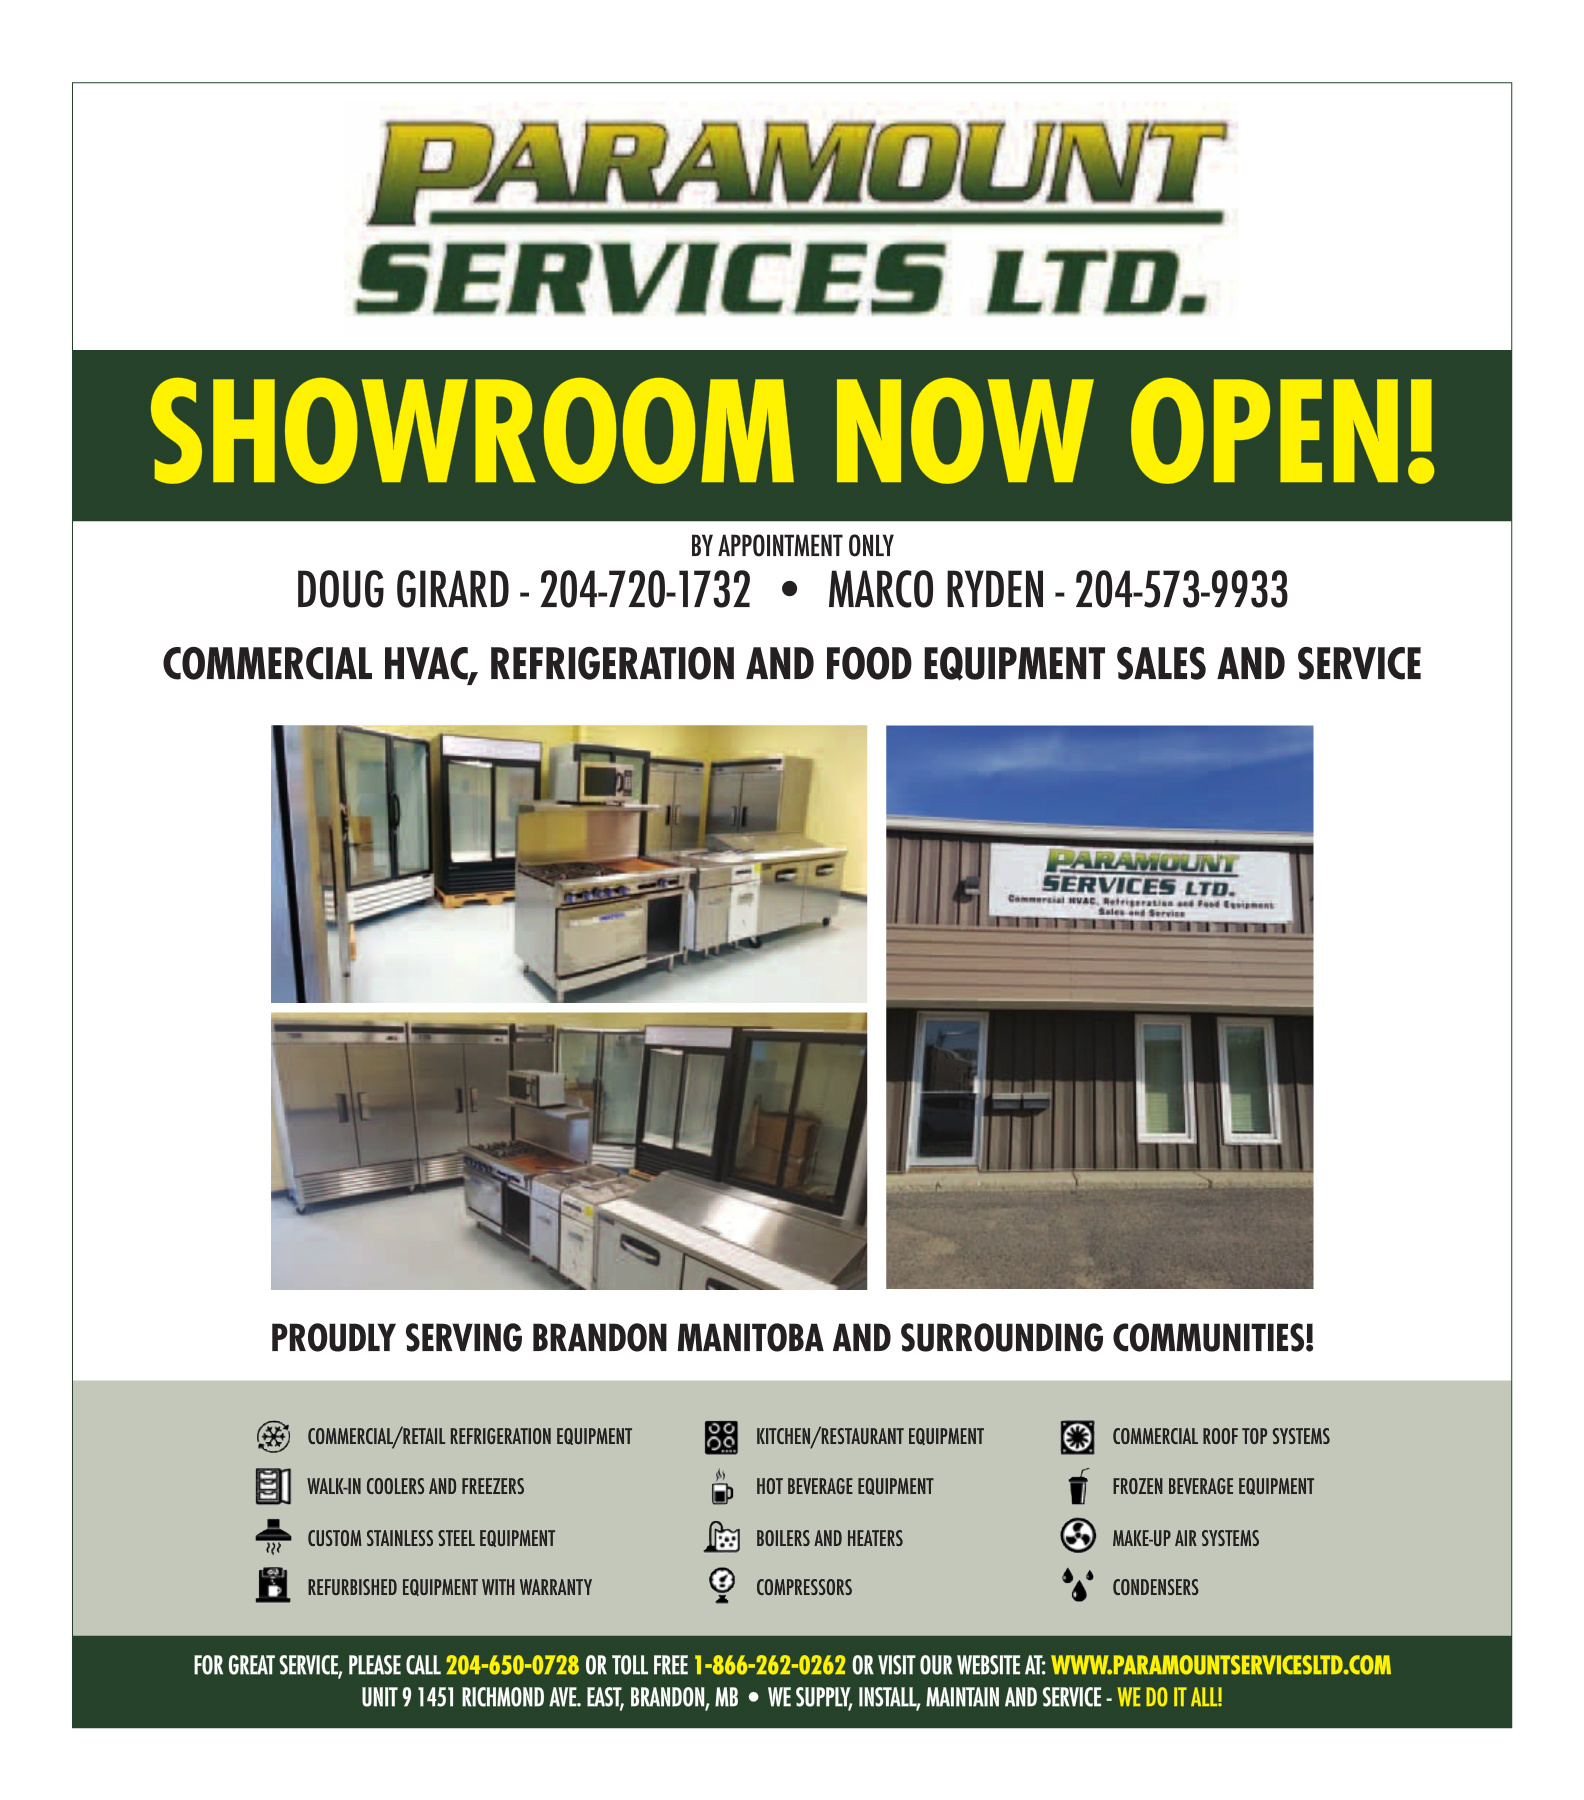 PARAMOUNT
SERVICES LTD.
SHOWROOM NOW OPEN!
BY APPOINTMENT ONLY
DOUG GIRARD - 204-720-1732 • MARCO RYDEN - 204-573-9933
COMMERCIAL HVAC, REFRIGERATION AND FOOD EQUIPMENT SALES AND SERVICE
PARAMOUNT
SERVICES LTD.
Commercial HVAC, Refrigeration and Food Equipment
Sales and Service
PROUDLY SERVING BRANDON MANITOBA AND SURROUNDING COMMUNITIES!
COMMERCIAL/RETAIL REFRIGERATION EQUIPMENT
WALK-IN COOLERS AND FREEZERS
CUSTOM STAINLESS STEEL EQUIPMENT
REFURBISHED EQUIPMENT WITH WARRANTY
KITCHEN/RESTAURANT EQUIPMENT
HOT BEVERAGE EQUIPMENT
BOILERS AND HEATERS
COMPRESSORS
COMMERCIAL ROOF TOP SYSTEMS
FROZEN BEVERAGE EQUIPMENT
MAKE-UP AIR SYSTEMS
CONDENSERS
FOR GREAT SERVICE, PLEASE CALL 204-650-0728 OR TOLL FREE 1-866-262-0262 OR VISIT OUR WEBSITE AT: WWW.PARAMOUNTSERVICESLTD.COM
UNIT 9 1451 RICHMOND AVE. EAST, BRANDON, MB • WE SUPPLY, INSTALL, MAINTAIN AND SERVICE - WE DO IT ALL!